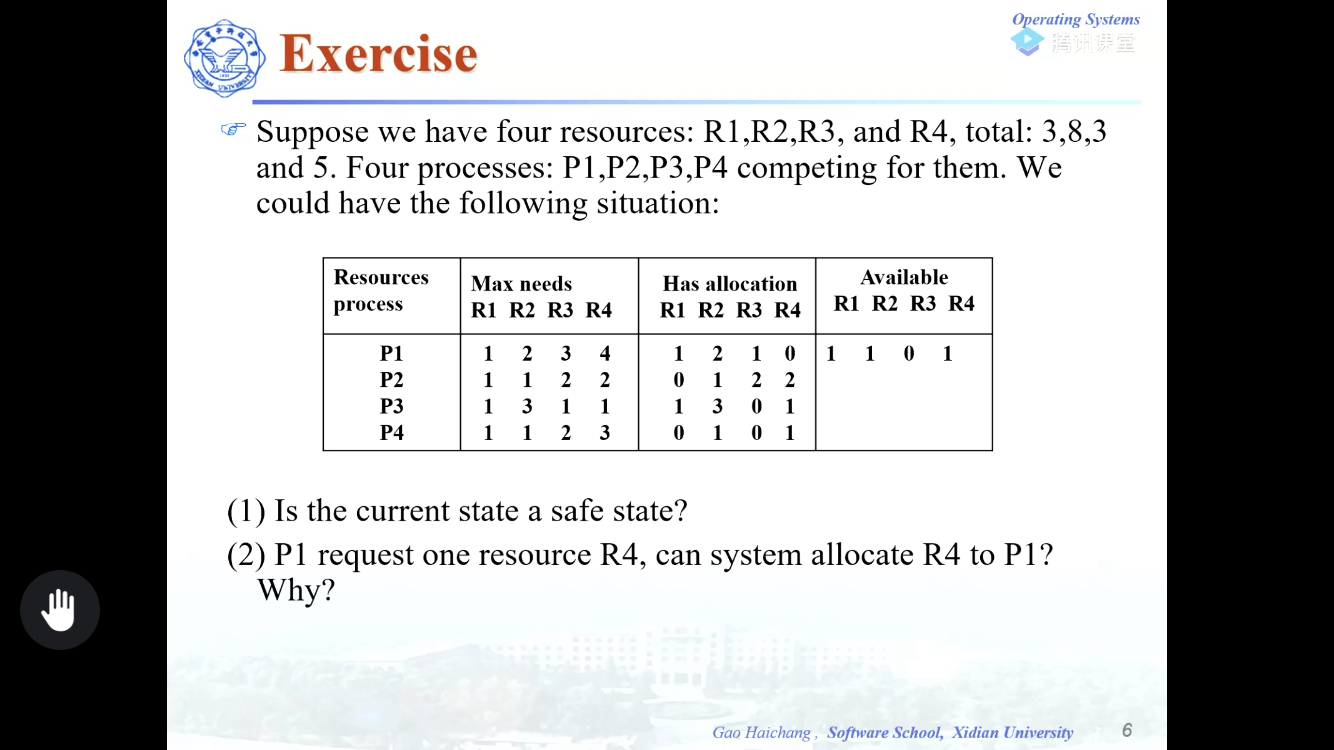 Operating Systems
腾讯课堂
Exercise
Suppose we have four resources: R1,R2,R3, and R4, total: 3,8,3
and 5. Four processes: P1,P2,P3,P4 competing for them. We
could have the following situation:
Resources Max needs Has allocation Available
process R1 R2 R3 R4 R1 R2 R3 R4 R1 R2 R3 R4
P1 1 2 3 4 1 2 1 0 1 1 0 1
P2 1 1 2 2 0 1 2 2
P3 1 3 1 1 1 3 0 1
P4 1 1 2 3 0 1 0 1
(1) Is the current state a safe state?
(2) P1 request one resource R4, can system allocate R4 to P1?
Why?
Gao Haichang , Software School, Xidian University 6